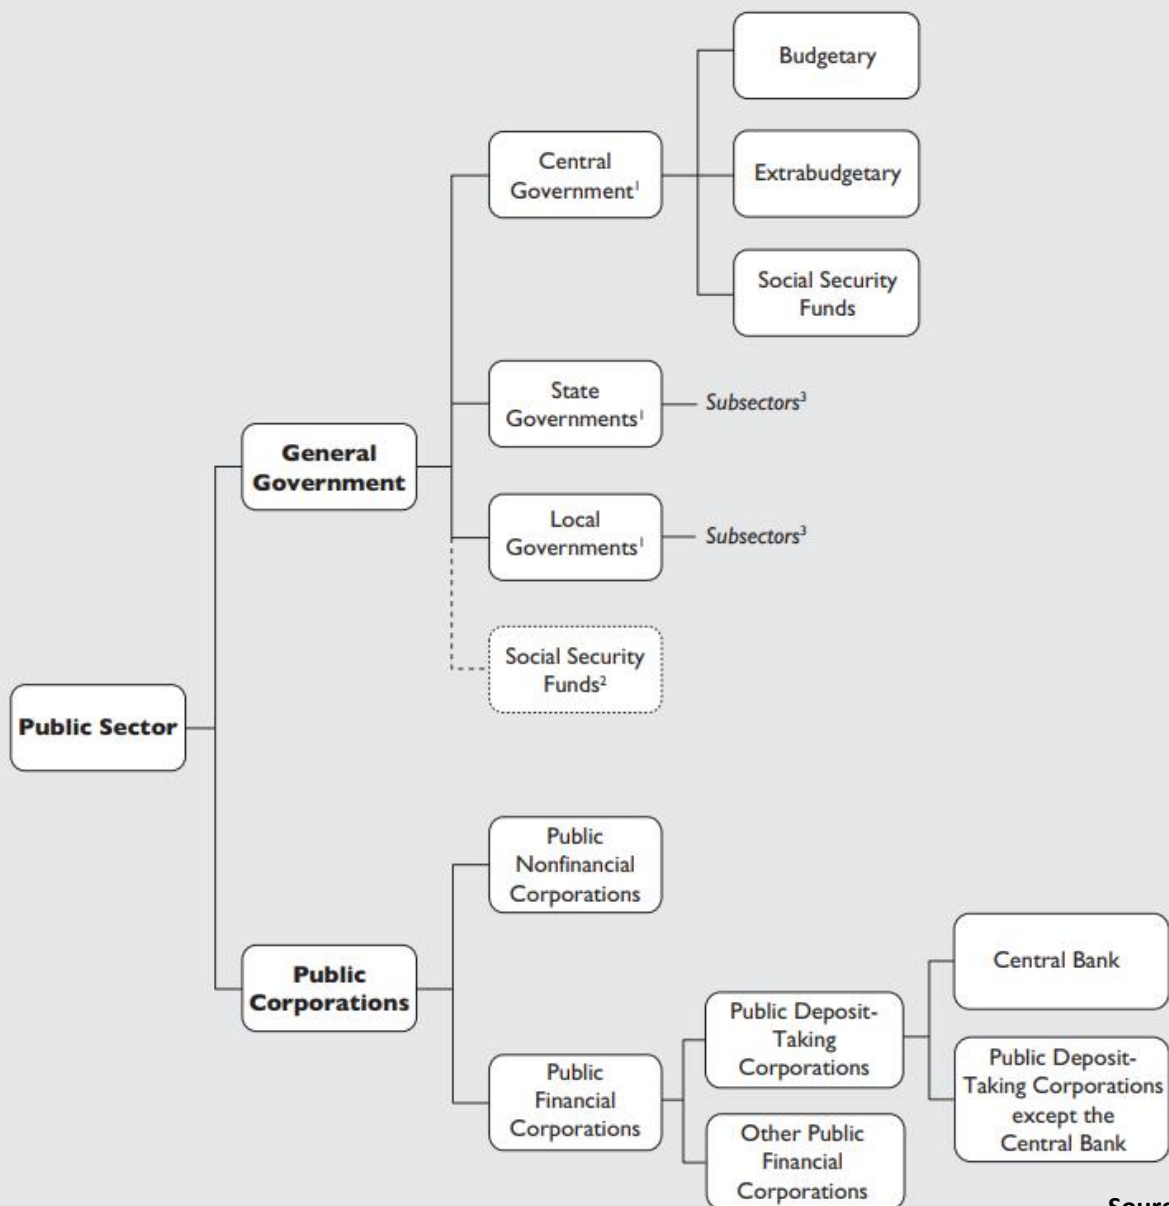 Budgetary
Central
Government¹
Extrabudgetary
Social Security
Funds
State
Governments¹
Subsectors³
General
Government
Local
Governments¹
Subsectors³
Social Security
Funds²
Public Sector
Public
Nonfinancial
Corporations
Public
Corporations
Central Bank
Public Deposit-
Taking
Corporations
Public
Financial
Corporations
Public Deposit-
Taking Corporations
except the
Central Bank
Other Public
Financial
Corporations